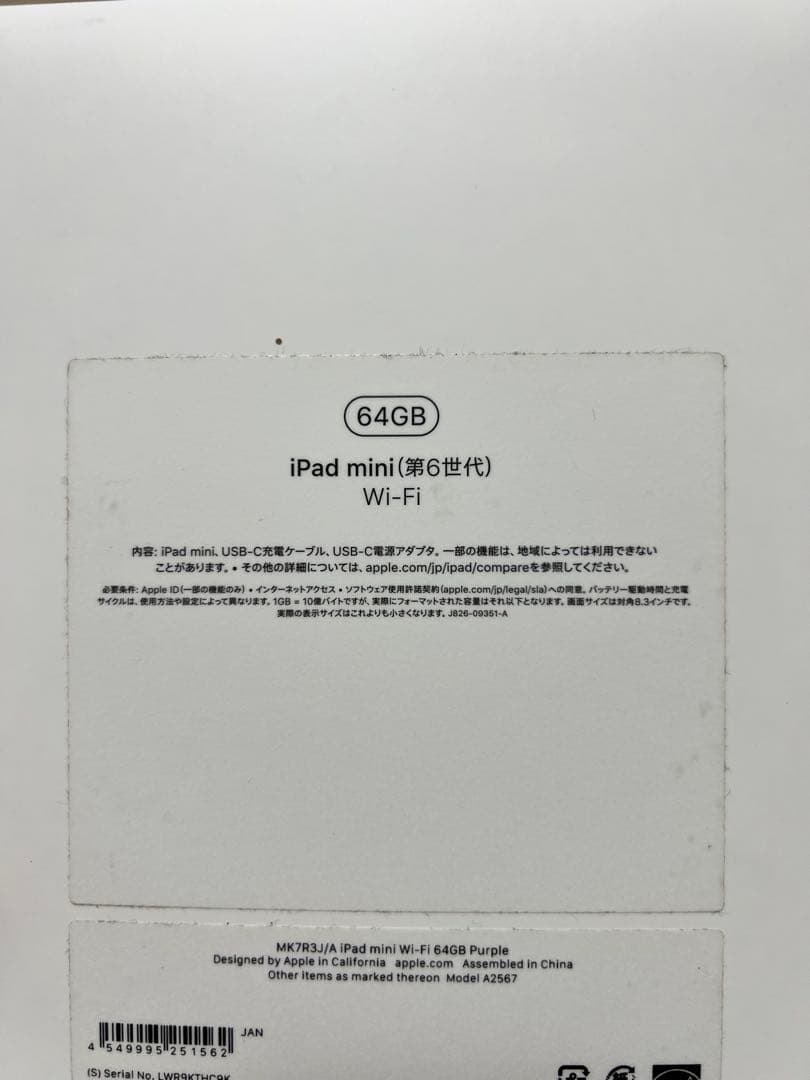 64GB
iPad mini(第6世代)
Wi-Fi
内容: iPad mini、USB-C充電ケーブル、USB-C電源アダプタ。一部の機能は、地域によっては利用できない
ことがあります。• その他の詳細については、apple.com/jp/ipad/compareを参照してください。
必要条件: Apple ID(一部の機能のみ) • インターネットアクセス • ソフトウェア使用許諾契約(apple.com/jp/legal/sla)への同意。バッテリー駆動時間と充電
サイクルは、使用方法や設定によって異なります。1GB = 10億バイトですが、実際にフォーマットされた容量はそれ以下となります。画面サイズは対角8.3インチです。
実際の表示サイズはこれよりも小さくなります。J826-09351-A
MK7R3J/A iPad mini Wi-Fi 64GB Purple
Designed by Apple in California apple.com Assembled in China
Other items as marked thereon Model A2567
JAN
4 549995 251562
(S) Serial No.